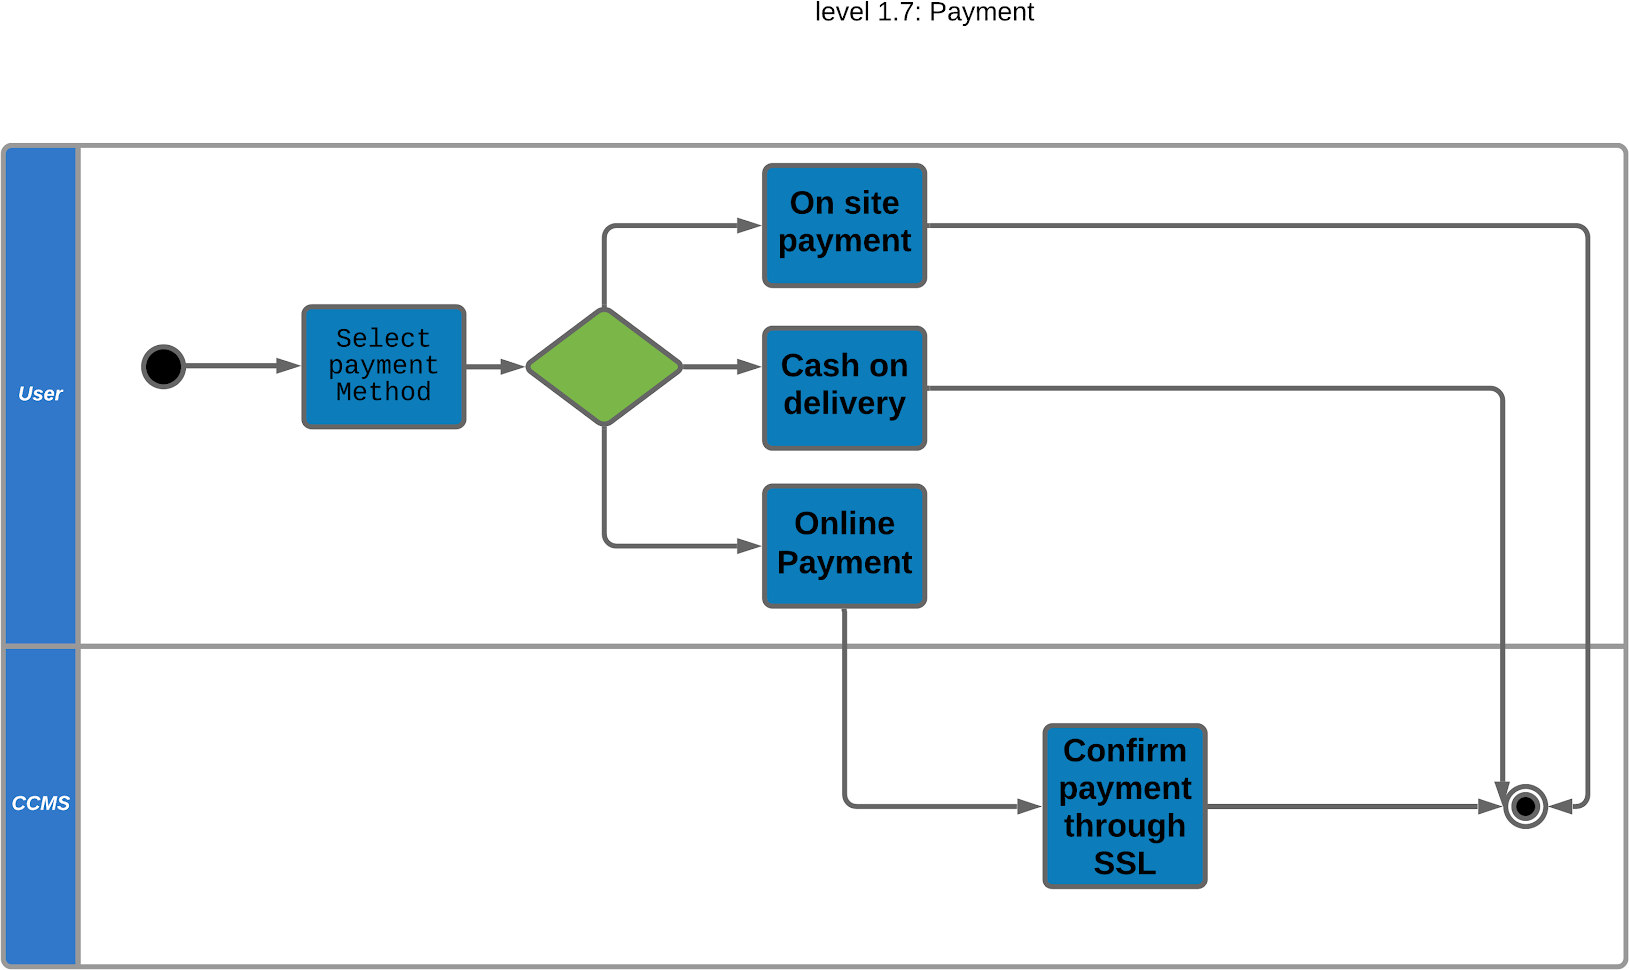 level 1.7: Payment
User
Select
payment
Method
On site
payment
Cash on
delivery
Online
Payment
CCMS
Confirm
payment
through
SSL